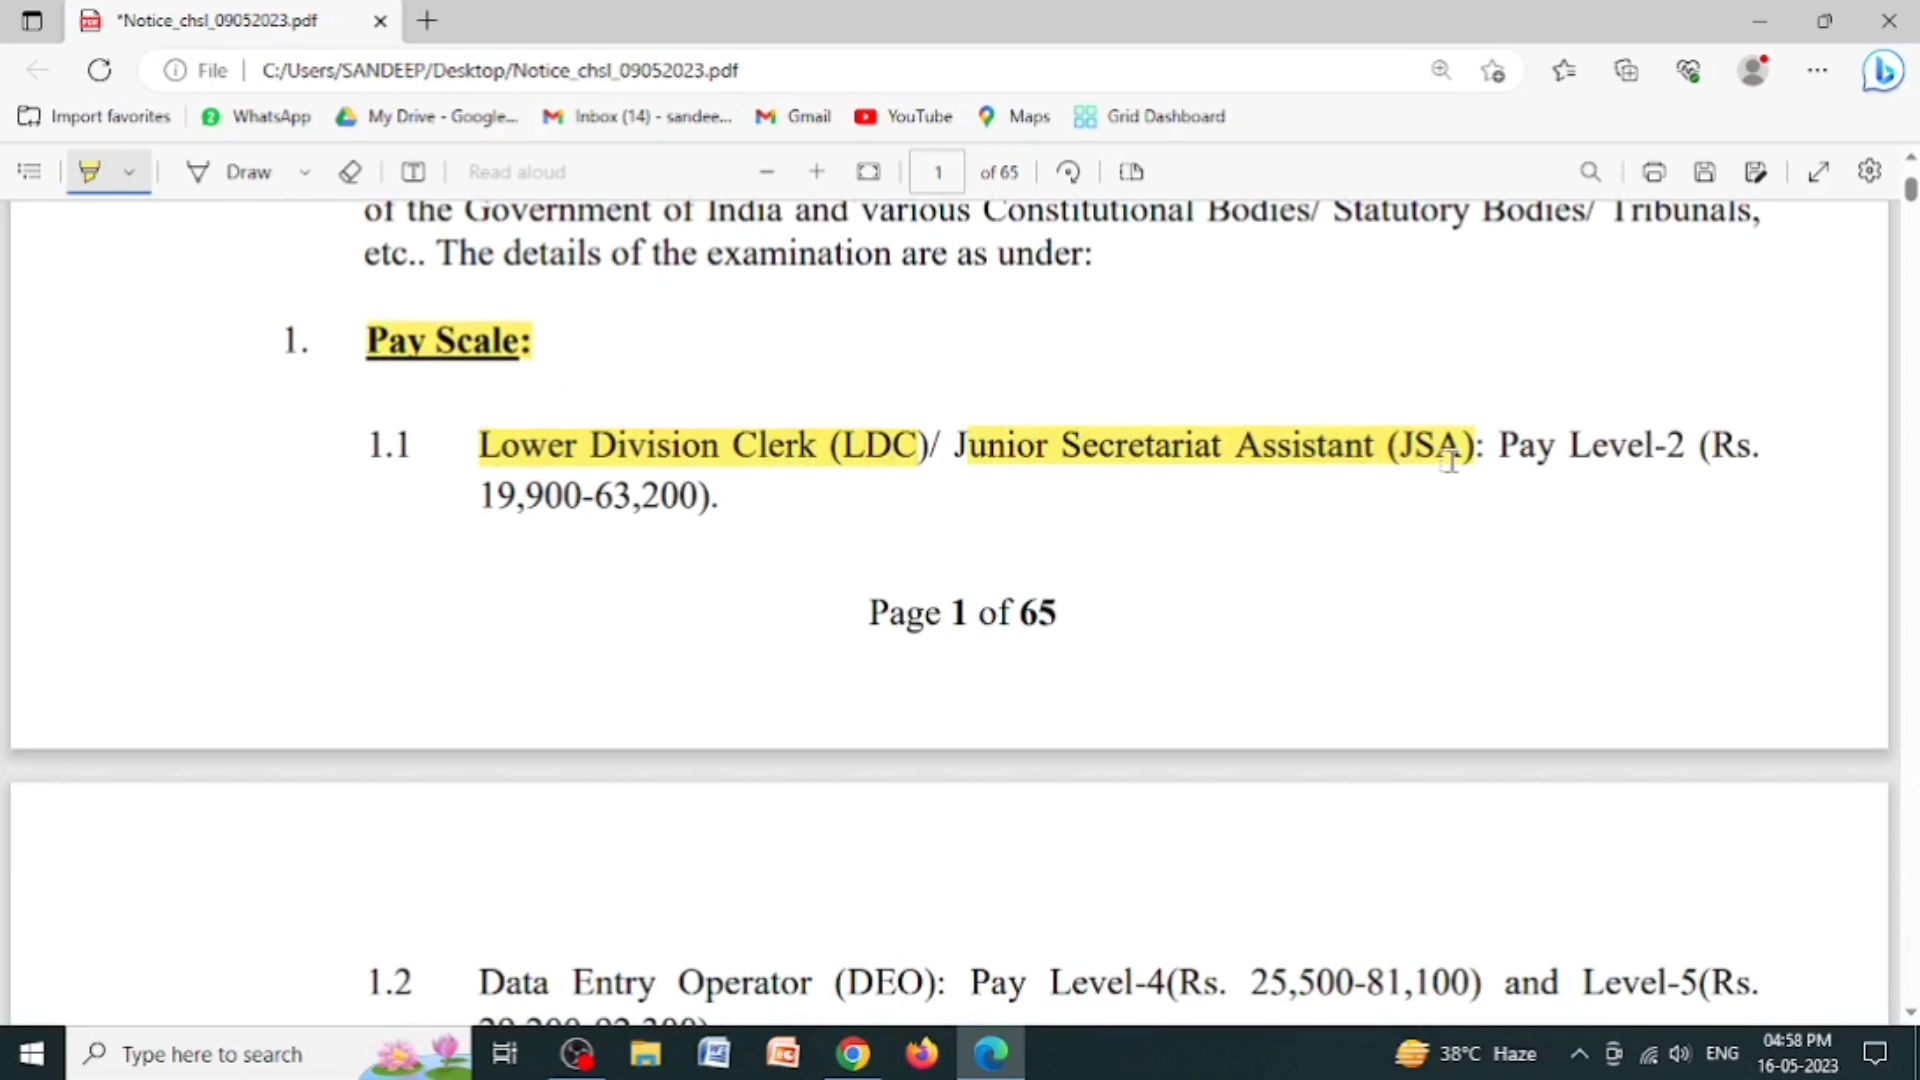 *Notice_chsl_09052023.pdf
File
C:/Users/SANDEEP/Desktop/Notice_chsl_09052023.pdf
Import favorites
WhatsApp
My Drive - Google...
Inbox (14) - sandee...
Gmail
YouTube
Maps
Grid Dashboard
Draw
Read aloud
1
of 65
of the Government of India and various Constitutional Bodies/ Statutory Bodies/ Tribunals,
etc.. The details of the examination are as under:
1. Pay Scale:
1.1 Lower Division Clerk (LDC)/ Junior Secretariat Assistant (JSA): Pay Level-2 (Rs.
19,900-63,200).
Page 1 of 65
1.2 Data Entry Operator (DEO): Pay Level-4(Rs. 25,500-81,100) and Level-5(Rs.
Type here to search
38°C Haze
ENG
04:58 PM
16-05-2023